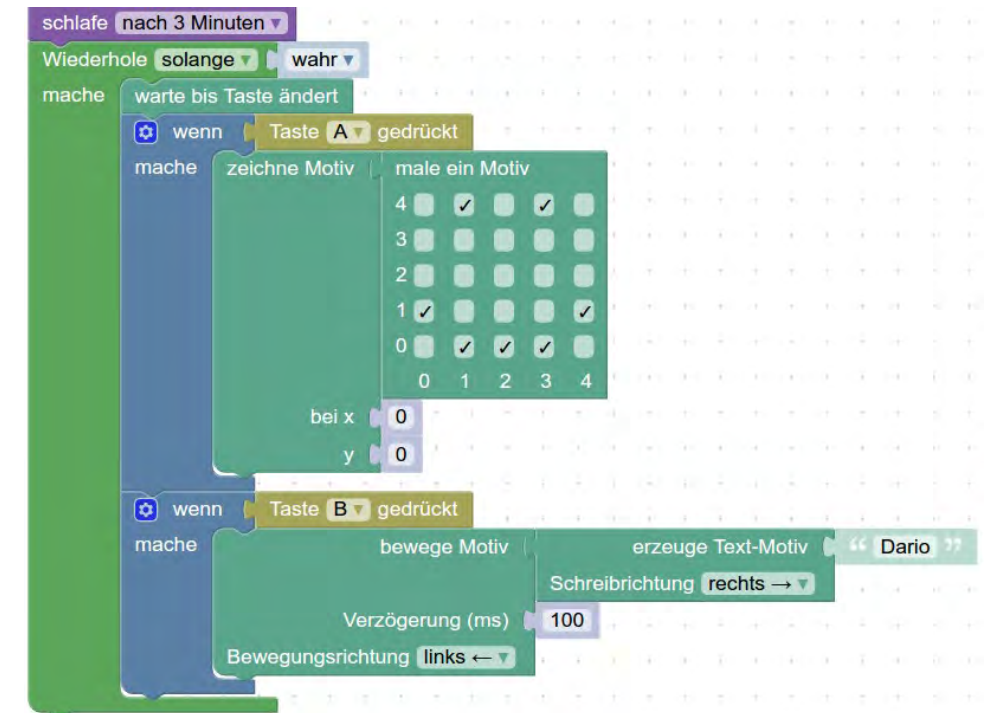 schlafe nach 3 Minuten
Wiederhole solange wahr
mache warte bis Taste ändert
wenn Taste A gedrückt
mache zeichne Motiv male ein Motiv
4 ✓ ✓
3
2
1 ✓ ✓
0 ✓ ✓ ✓
0 1 2 3 4
bei x 0
y 0
wenn Taste B gedrückt
mache bewege Motiv erzeuge Text-Motiv “ Dario ”
Schreibrichtung rechts →
Verzögerung (ms) 100
Bewegungsrichtung links ←